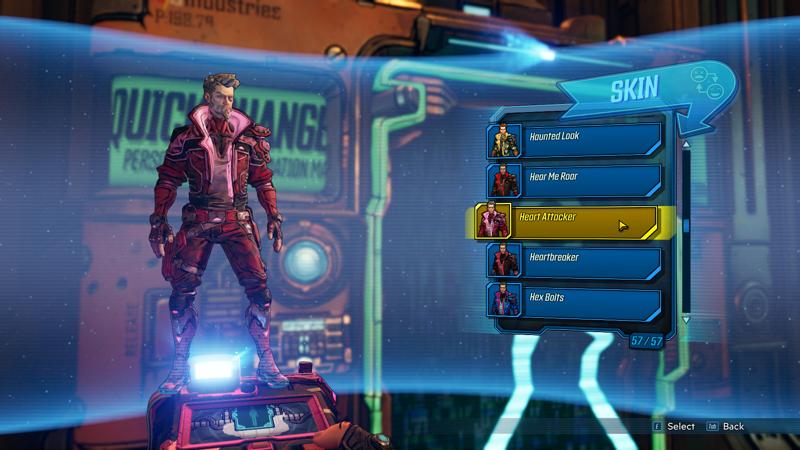 Industries
QUICK CHANGE
SKIN
Haunted Look
Hear Me Roar
Heart Attacker
Heartbreaker
Hex Bolts
57 / 57
Select
Back